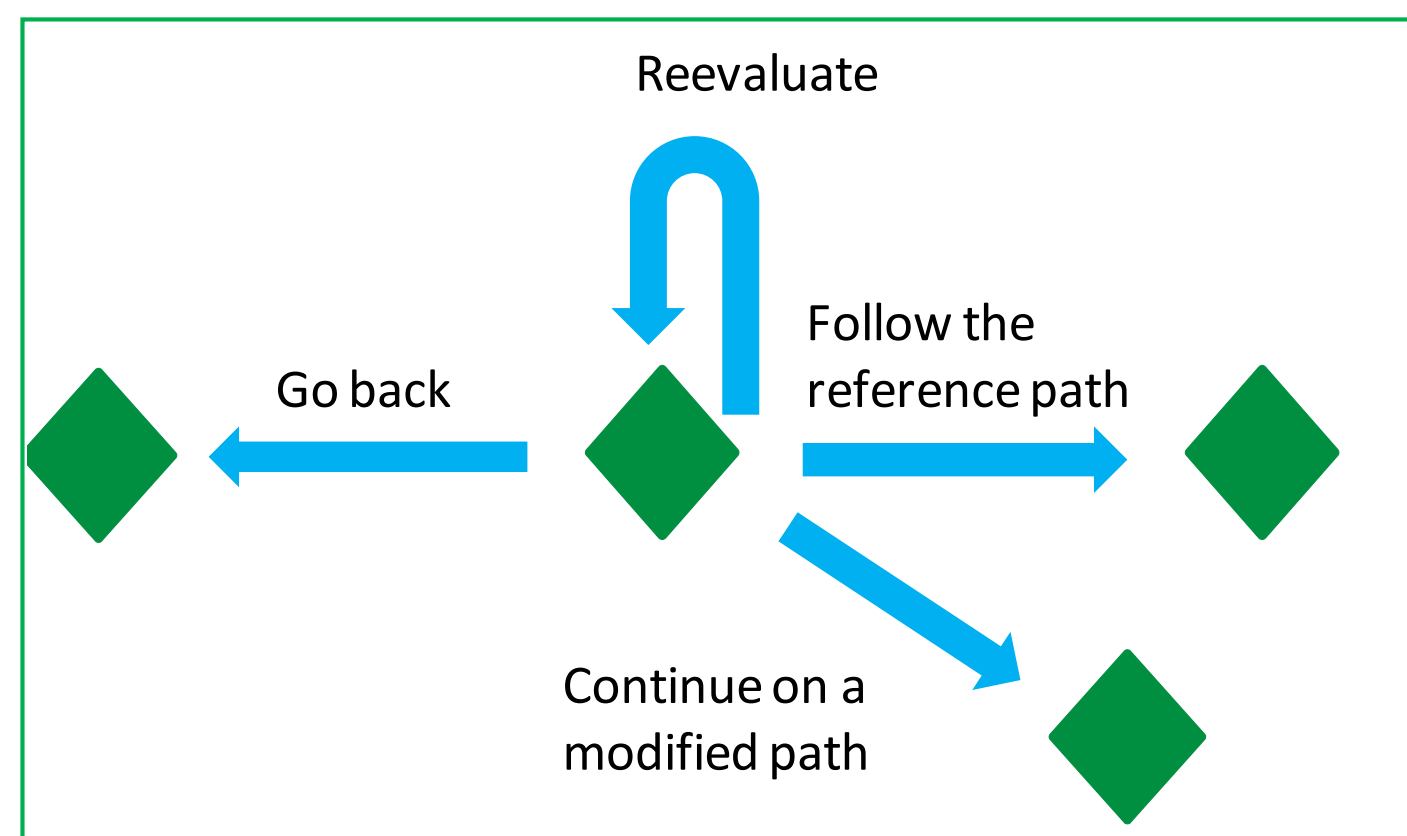 Reevaluate
Follow the
reference path
Go back
Continue on a
modified path